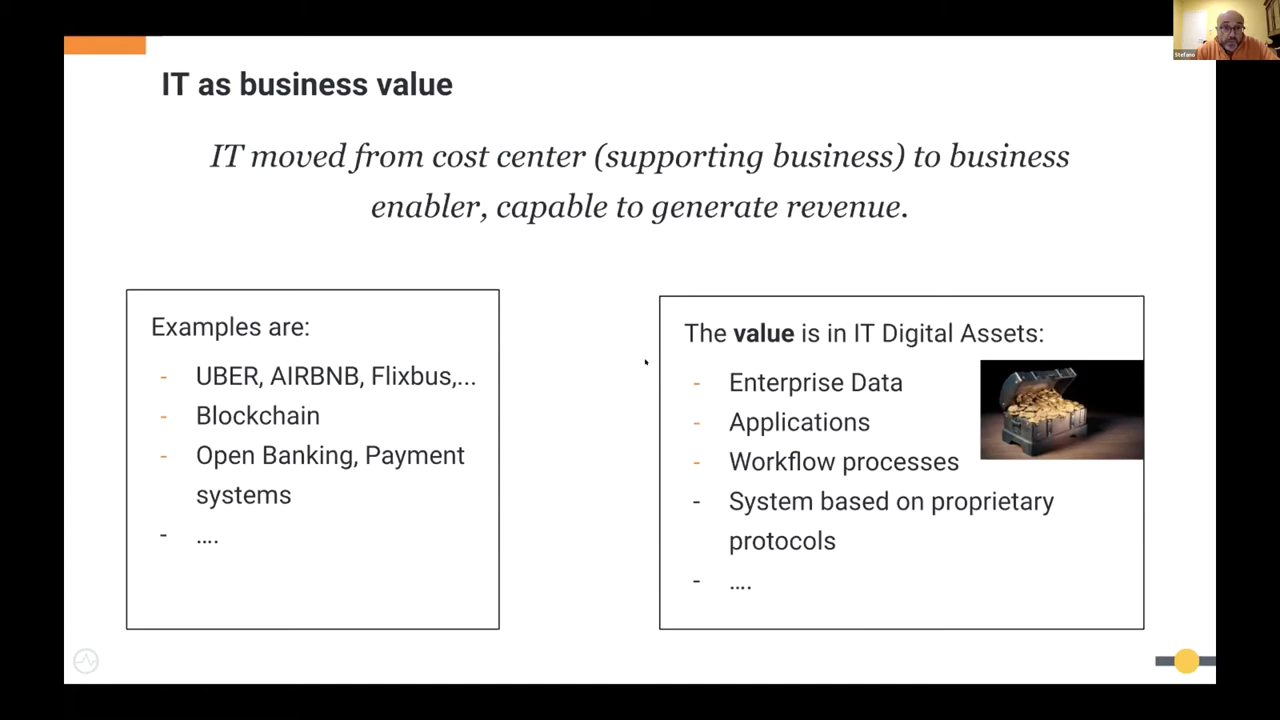 Stefano
IT as business value
IT moved from cost center (supporting business) to business
enabler, capable to generate revenue.
Examples are:
- UBER, AIRBNB, Flixbus,...
- Blockchain
- Open Banking, Payment
systems
- ....
The value is in IT Digital Assets:
- Enterprise Data
- Applications
- Workflow processes
- System based on proprietary
protocols
- ....